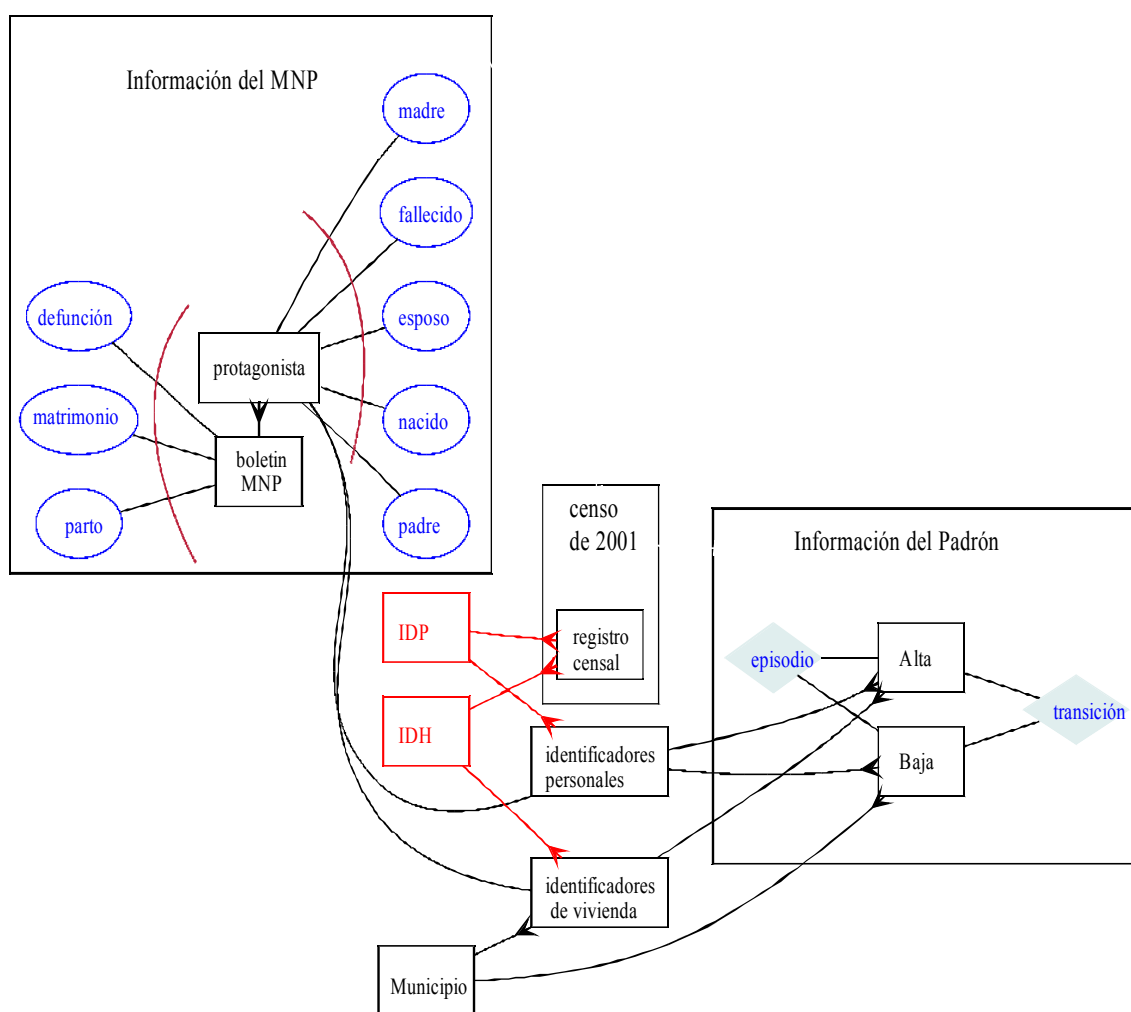 Información del MNP
madre
fallecido
defunción
esposo
protagonista
matrimonio
nacido
boletin
MNP
parto
padre
censo
de 2001
Información del Padrón
IDP
registro
censal
episodio
Alta
transición
IDH
identificadores
personales
Baja
identificadores
de vivienda
Municipio